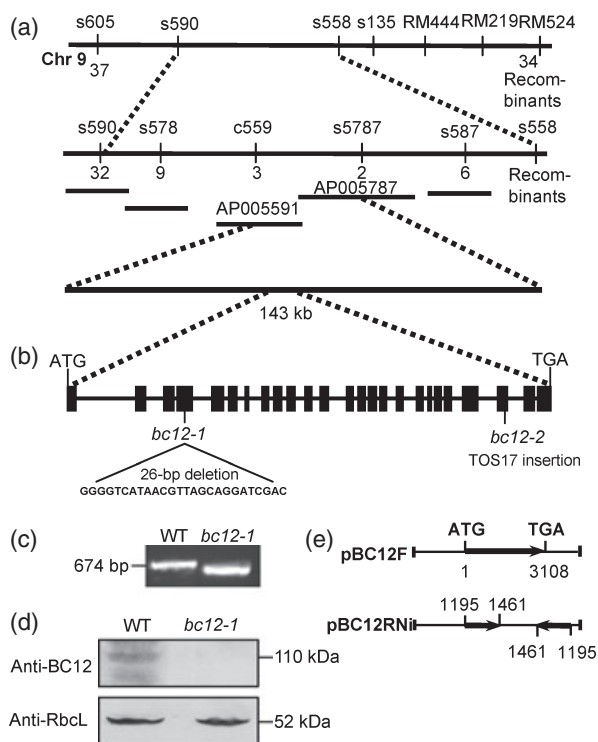 (a)
s605 s590 s558 s135 RM444 RM219 RM524
Chr 9 37 34
Recom-
binants
s590 s578 c559 s5787 s587 s558
32 9 3 2 6 Recom-
binants
AP005591 AP005787
143 kb
(b)
ATG TGA
bc12-1 bc12-2
26-bp deletion TOS17 insertion
GGGGTCATAACGTTAGCAGGATCGAC
(c) WT bc12-1
674 bp
(d) WT bc12-1
Anti-BC12 110 kDa
Anti-RbcL 52 kDa
(e)
ATG TGA
pBC12F
1 3108
1195 1461
pBC12RNi
1461 1195